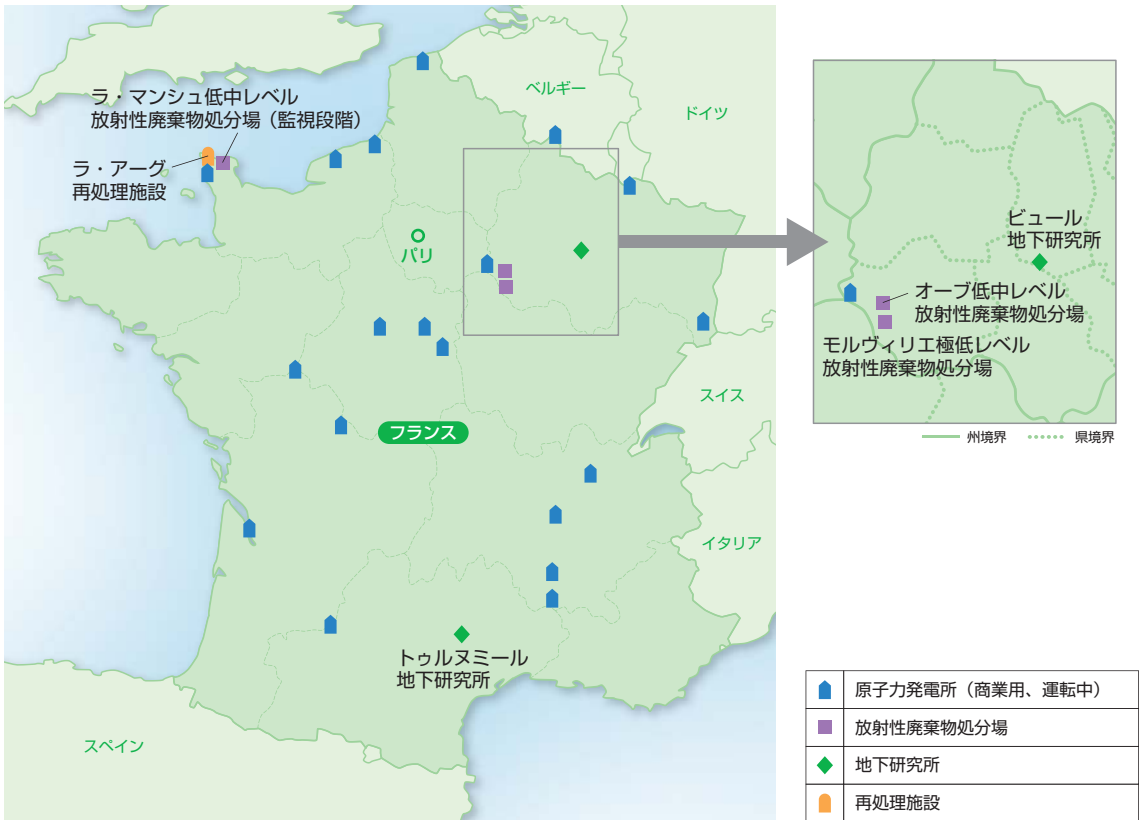 ラ・マンシュ低中レベル
放射性廃棄物処分場（監視段階）
ラ・アーグ
再処理施設
ベルギー
ドイツ
パリ
フランス
スイス
イタリア
トゥルヌミール
地下研究所
スペイン
ビュール
地下研究所
オーブ低中レベル
放射性廃棄物処分場
モルヴィリエ極低レベル
放射性廃棄物処分場
州境界 県境界
原子力発電所（商業用、運転中）
放射性廃棄物処分場
地下研究所
再処理施設